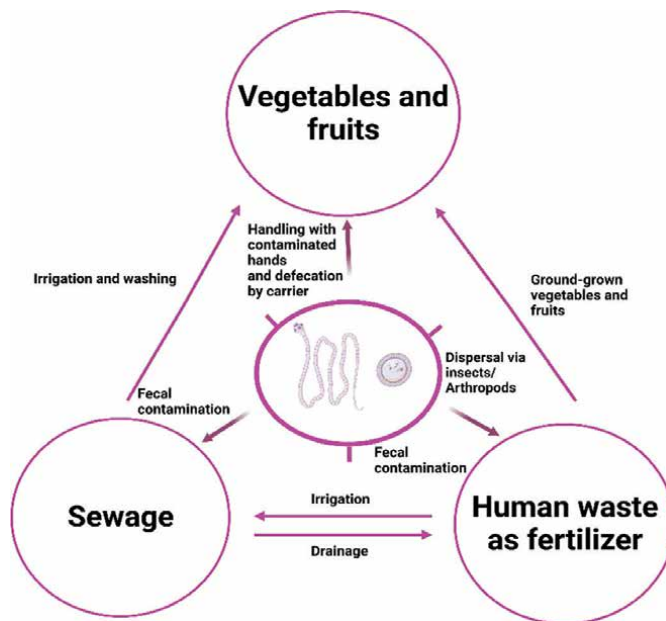 Vegetables and
fruits
Handling with
contaminated
hands
and defecation
by carrier
Irrigation and washing
Ground-grown
vegetables and
fruits
Dispersal via
insects/
Arthropods
Fecal
contamination
Fecal
contamination
Sewage
Irrigation
Drainage
Human waste
as fertilizer